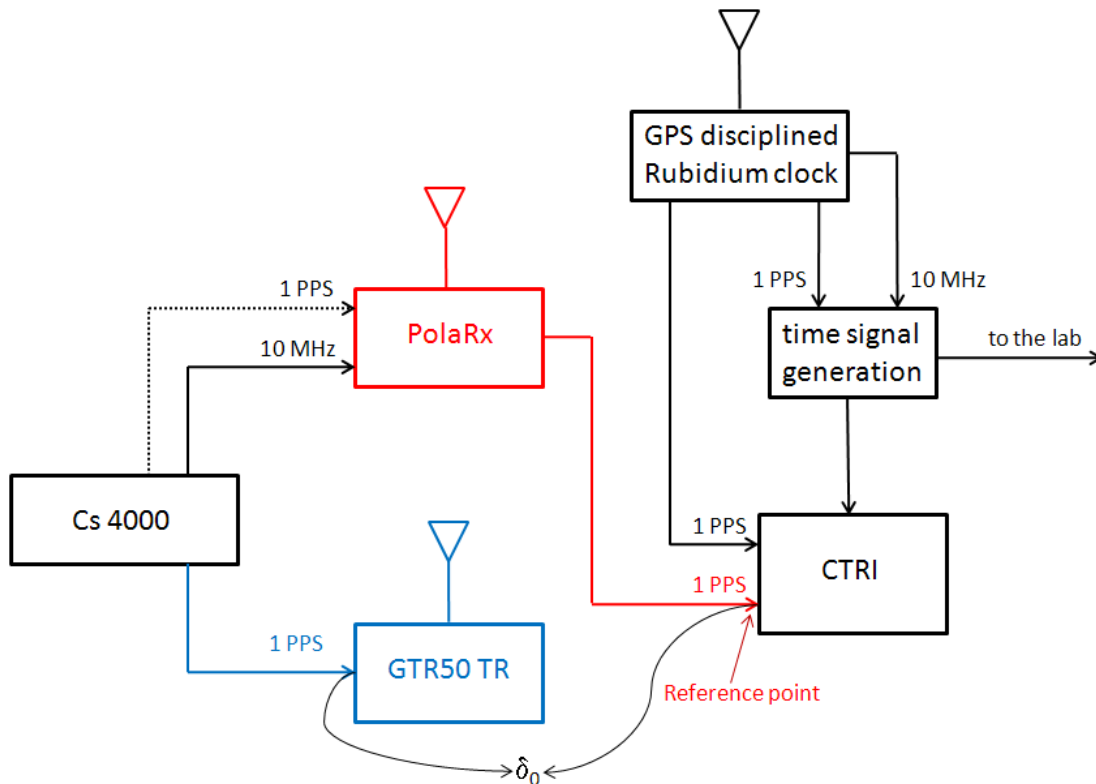 GPS disciplined
Rubidium clock
1 PPS
10 MHz
1 PPS
PolaRx
10 MHz
time signal
generation
to the lab
Cs 4000
1 PPS
CTRI
1 PPS
1 PPS
GTR50 TR
Reference point
δ̂₀